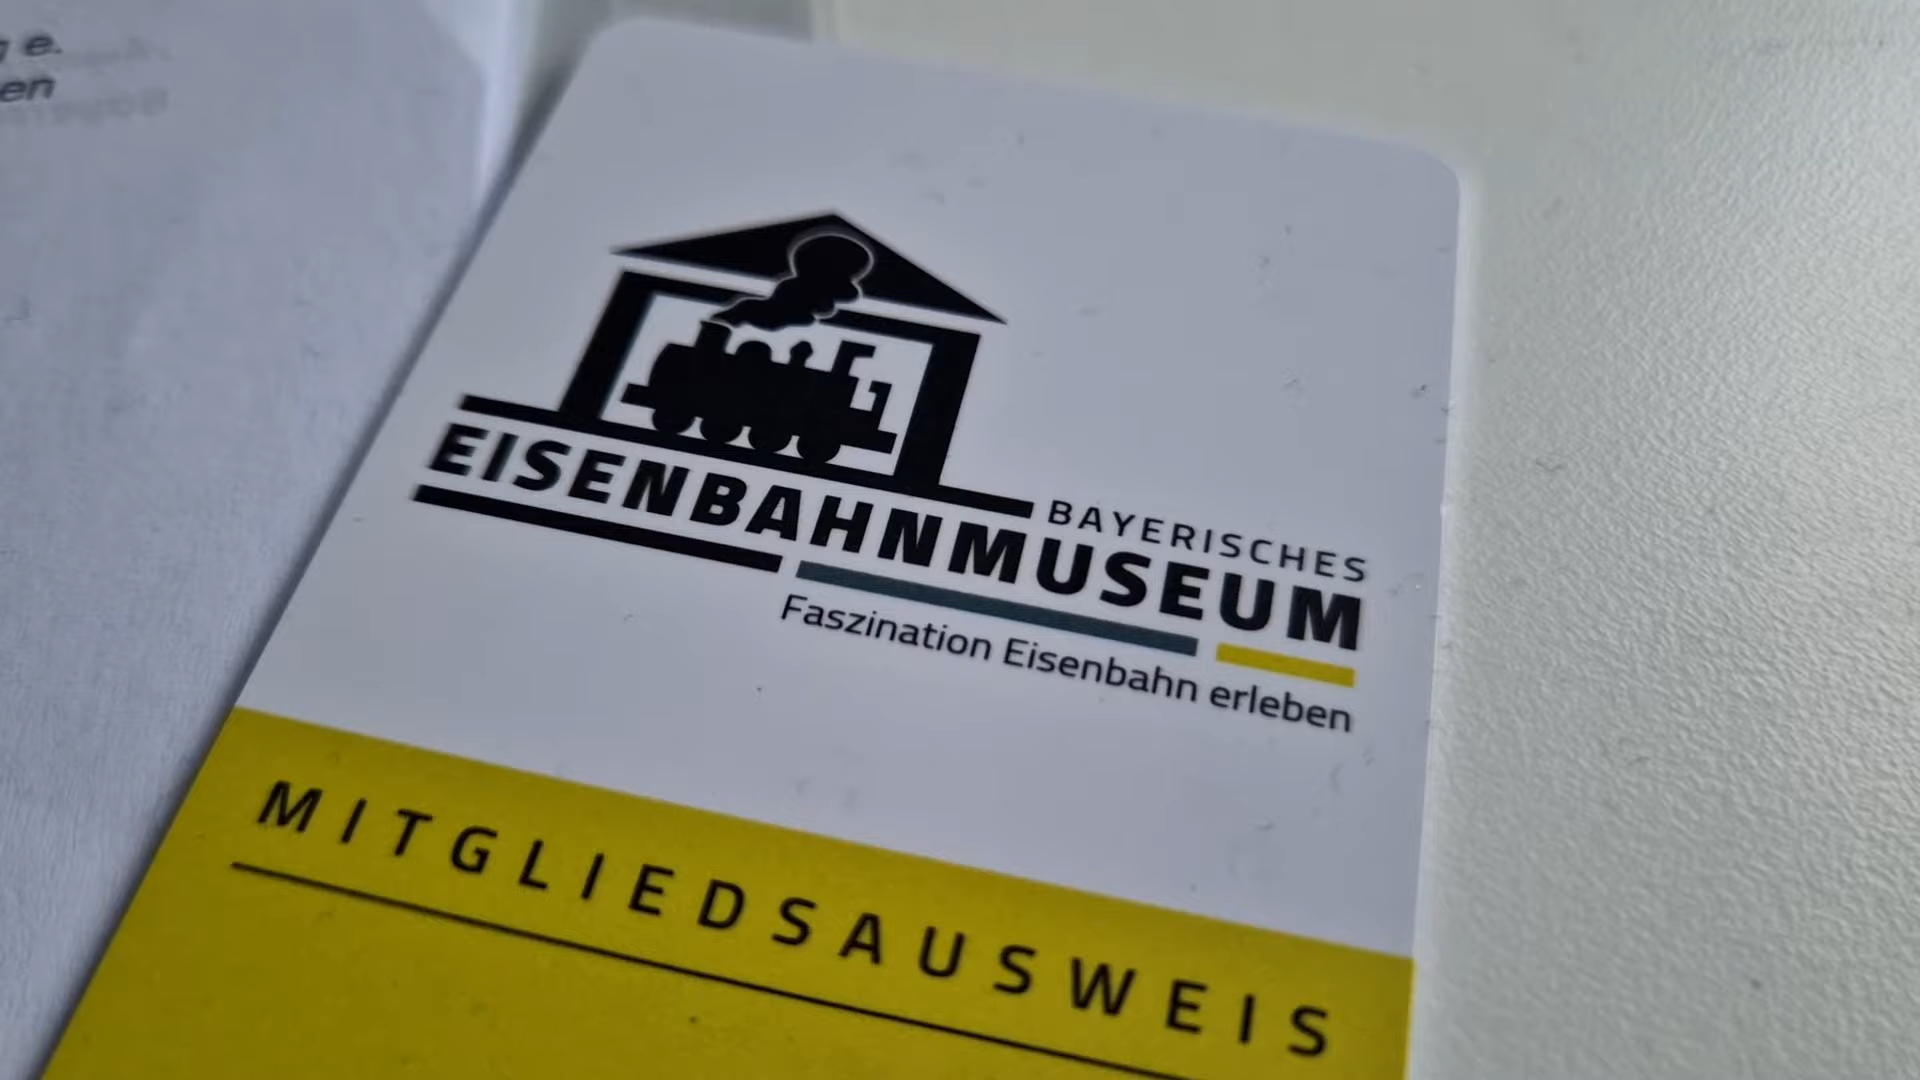 g e.
en
BAYERISCHES
EISENBAHNMUSEUM
Faszination Eisenbahn erleben
MITGLIEDSAUSWEIS